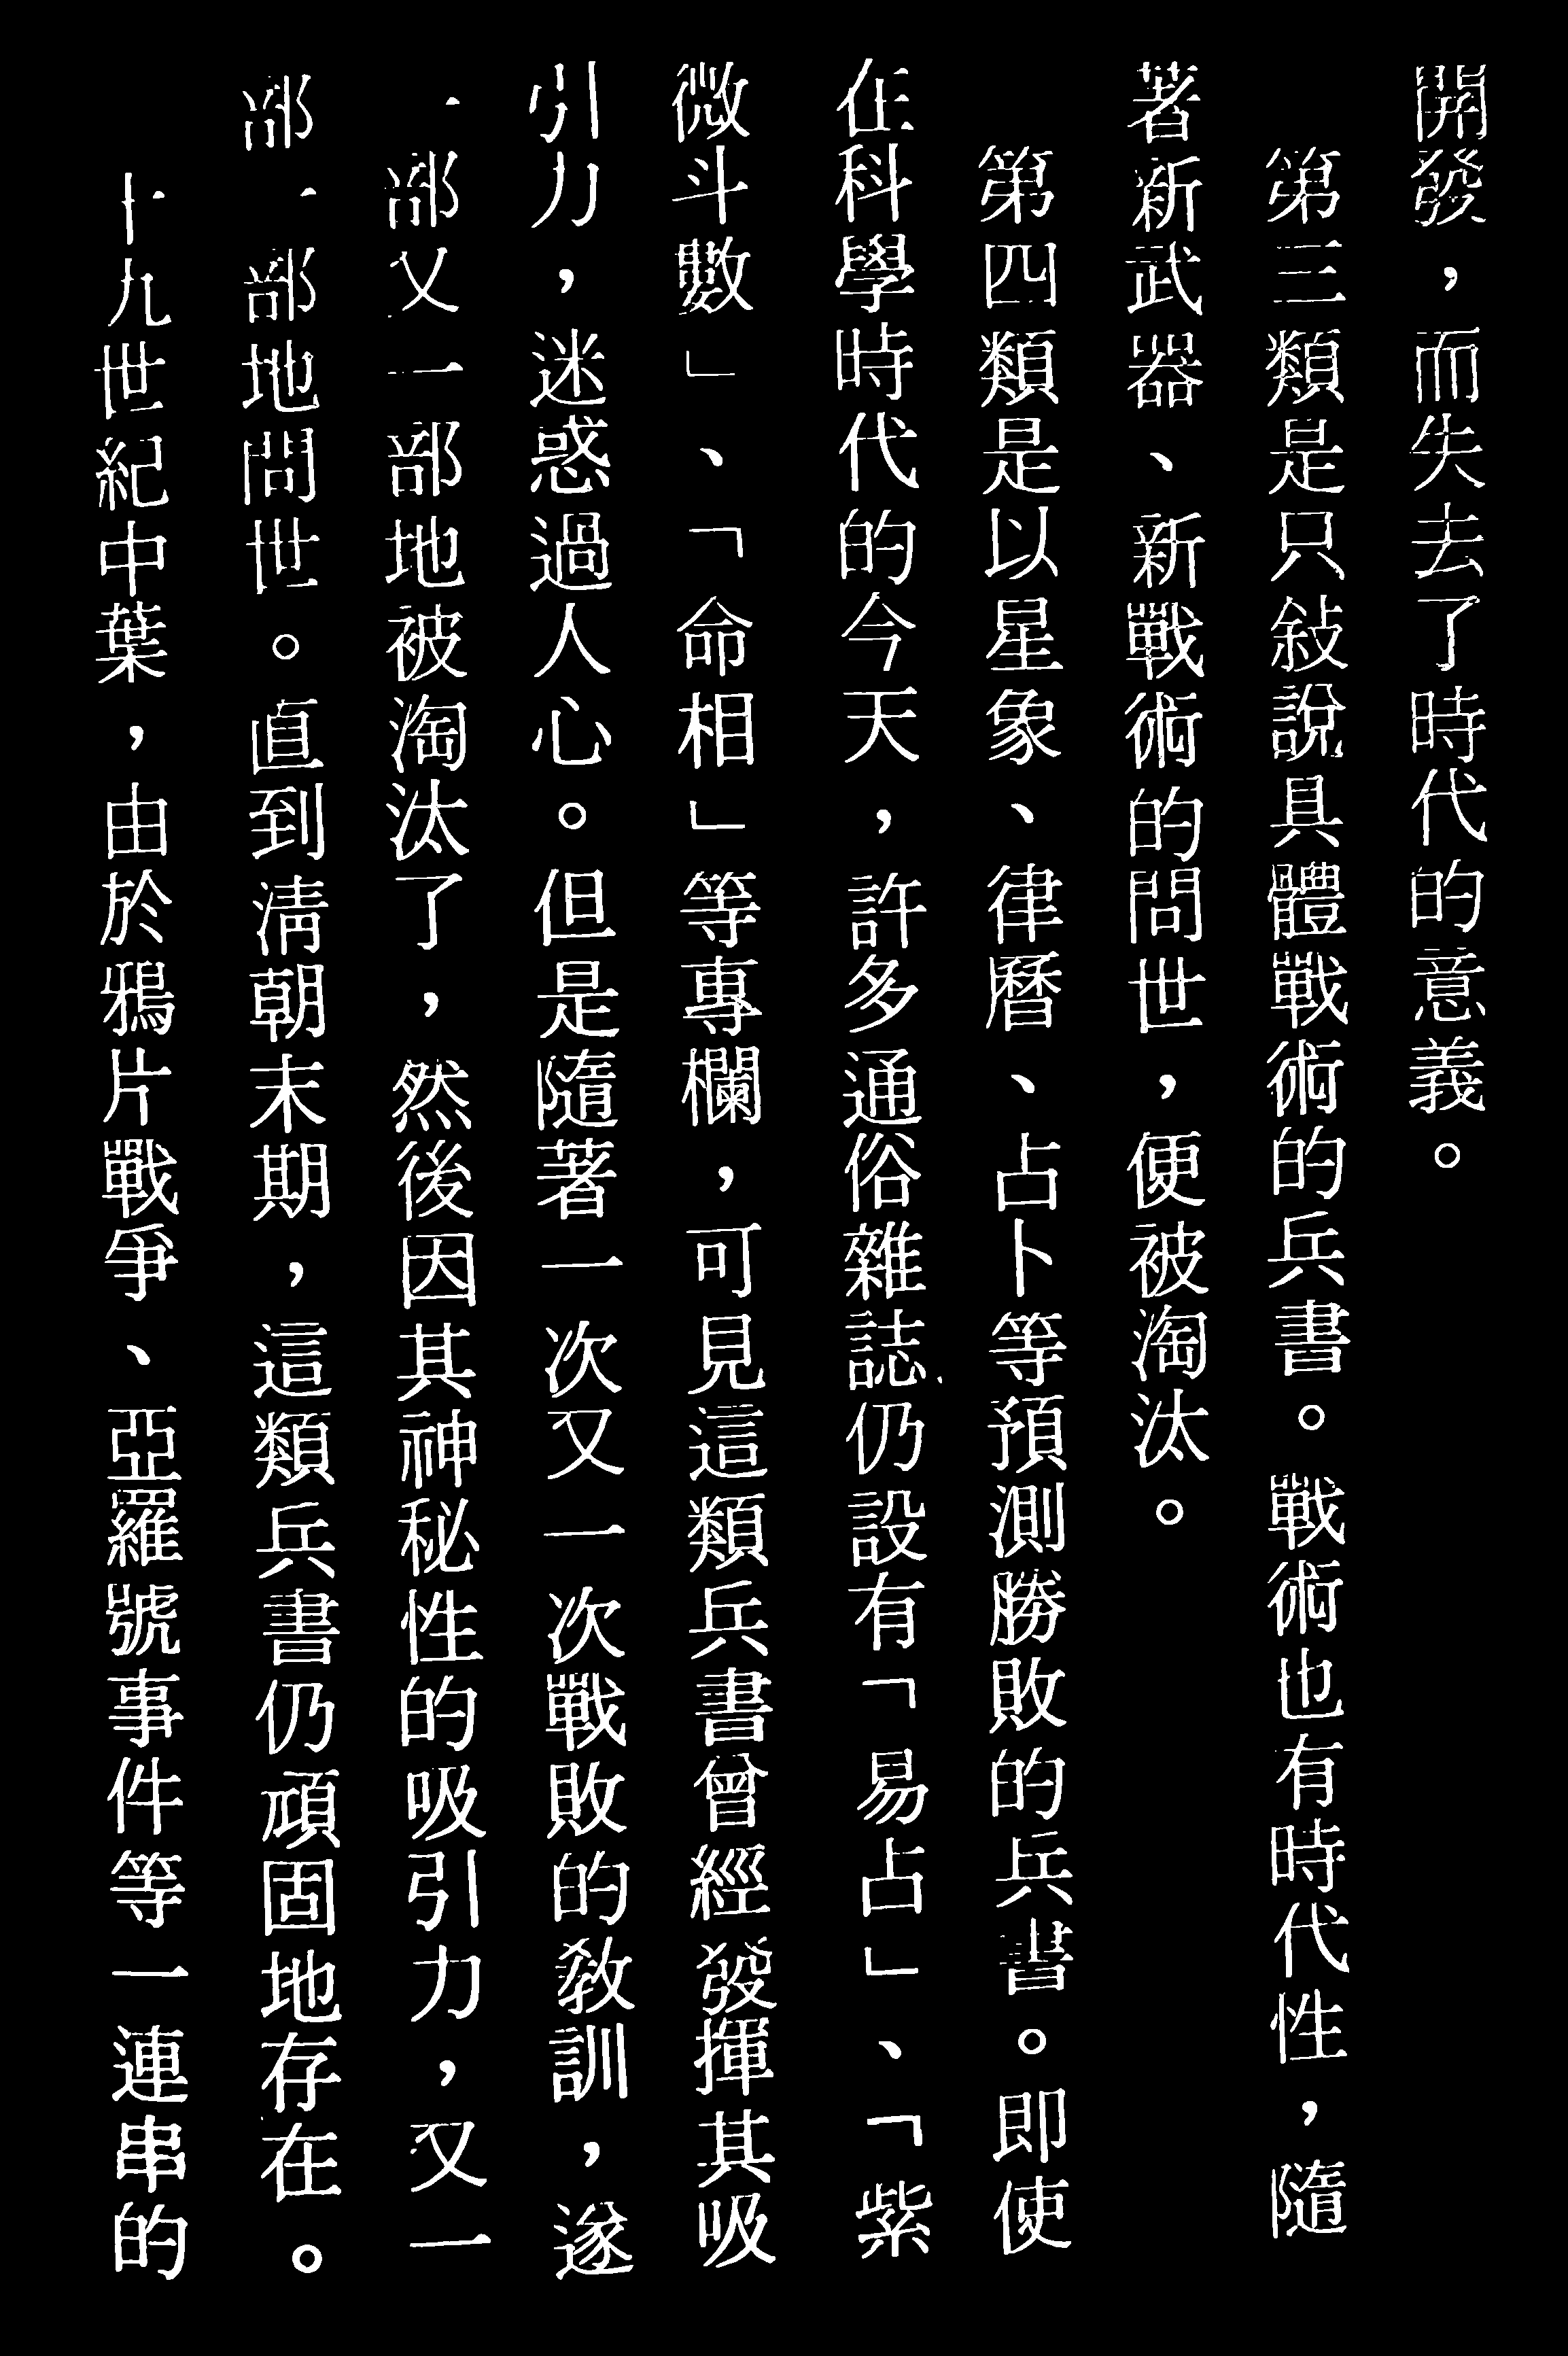 開發，而失去了時代的意義。
第三類是只敍說具體戰術的兵書。戰術也有時代性，隨
著新武器、新戰術的問世，便被淘汰。
第四類是以星象、律曆、占卜等預測勝敗的兵書。即使
在科學時代的今天，許多通俗雜誌仍設有「易占」、「紫
微斗數」、「命相」等專欄，可見這類兵書曾經發揮其吸
引力，迷惑過人心。但是隨著一次又一次戰敗的教訓，遂
一部又一部地被淘汰了，然後因其神秘性的吸引力，又一
部一部地問世。直到清朝末期，這類兵書仍頑固地存在。
十九世紀中葉，由於鴉片戰爭、亞羅號事件等一連串的